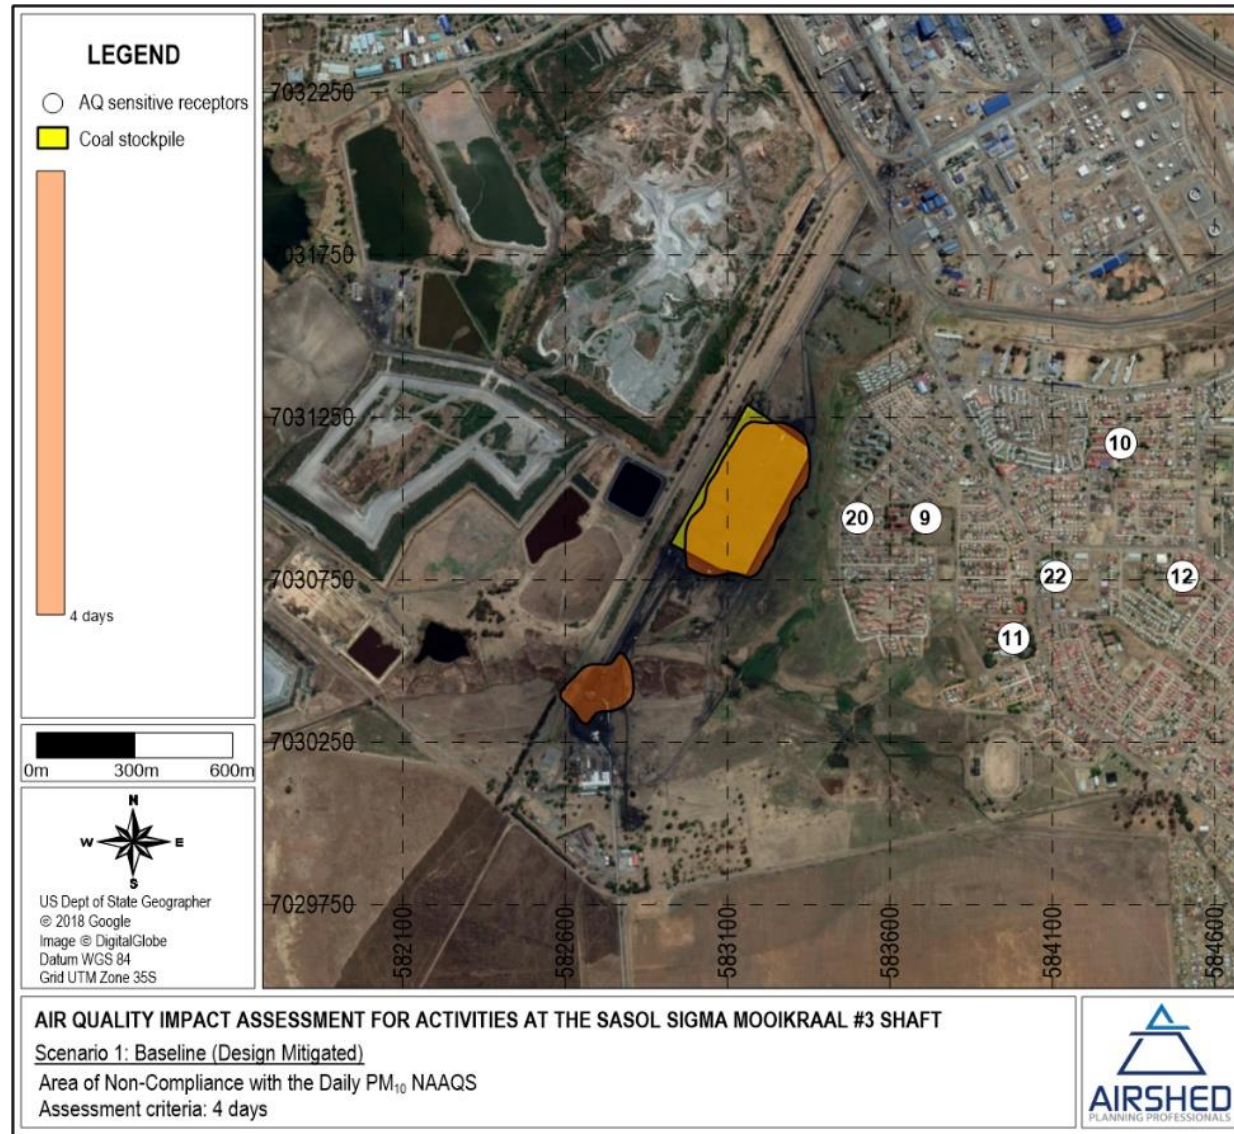 LEGEND
AQ sensitive receptors
Coal stockpile
4 days
0m 300m 600m
N
W E
S
US Dept of State Geographer
© 2018 Google
Image © DigitalGlobe
Datum WGS 84
Grid UTM Zone 35S
7032250
7031750
7031250
10
20 9
7030750
22 12
11
7030250
7029750
582100 582600 583100 583600 584100 584600
AIR QUALITY IMPACT ASSESSMENT FOR ACTIVITIES AT THE SASOL SIGMA MOOIKRAAL #3 SHAFT
Scenario 1: Baseline (Design Mitigated)
Area of Non-Compliance with the Daily PM₁₀ NAAQS
Assessment criteria: 4 days
AIRSHED
PLANNING PROFESSIONALS